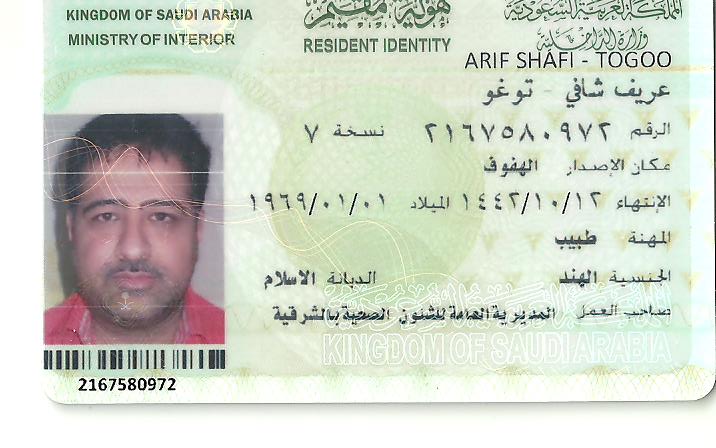 KINGDOM OF SAUDI ARABIA
MINISTRY OF INTERIOR
هوية مقيم
RESIDENT IDENTITY
المملكة العربية السعودية
وزارة الداخلية
ARIF SHAFI - TOGOO
عريف شافي - توغو
الرقم ٢١٦٧٥٨٠٩٧٢ نسخة ٧
مكان الإصدار الهفوف
الإنتهاء ١٤٤٢/١٠/١٢ الميلاد ١٩٦٩/٠١/٠١
المهنة طبيب
الجنسية الهند الديانة الاسلام
صاحب العمل المديرية العامة للشئون الصحية بالشرقية
KINGDOM OF SAUDI ARABIA
2167580972